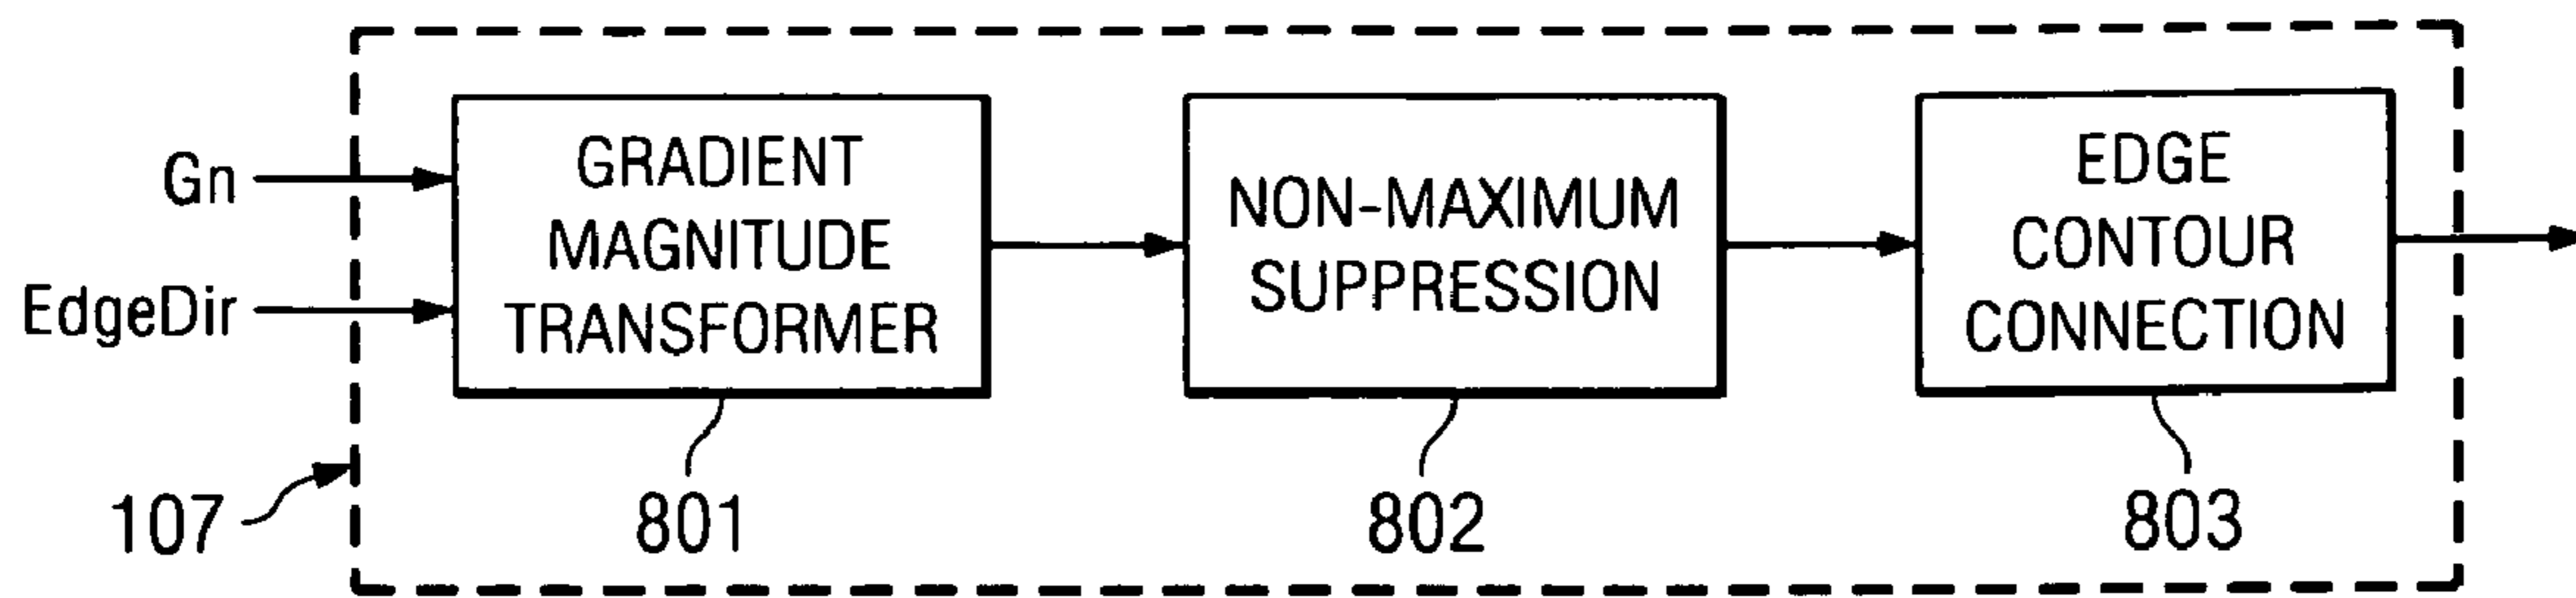 Gn
EdgeDir
107
GRADIENT
MAGNITUDE
TRANSFORMER
801
NON-MAXIMUM
SUPPRESSION
802
EDGE
CONTOUR
CONNECTION
803